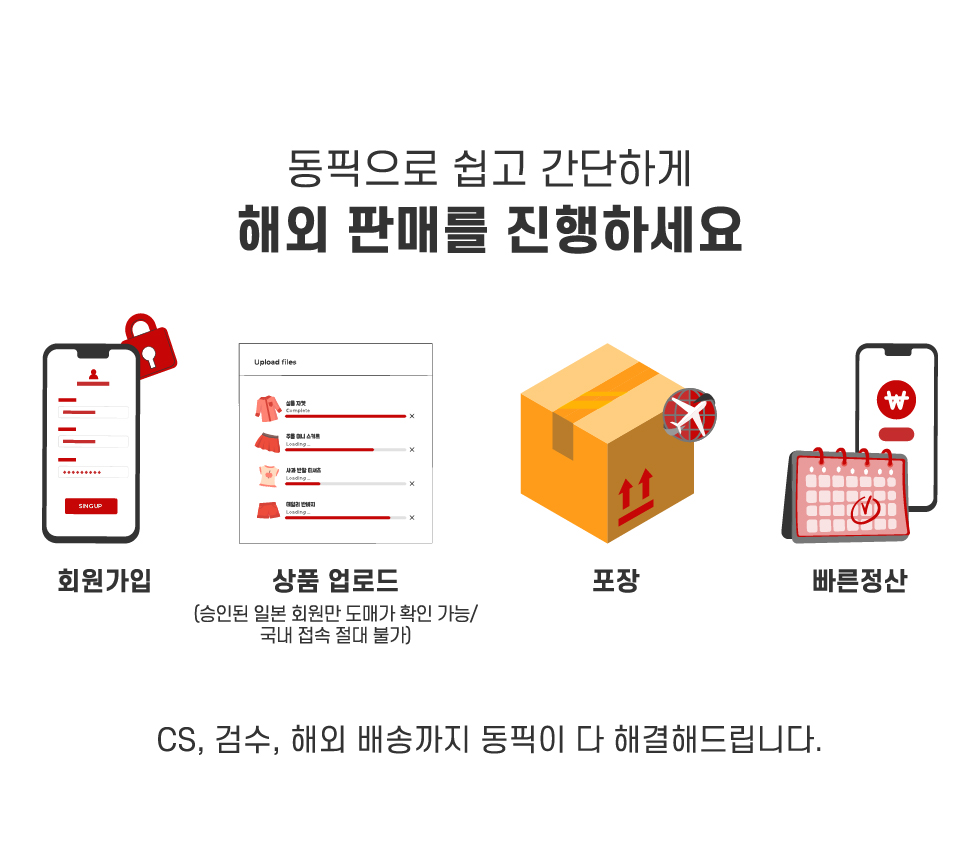 동픽으로 쉽고 간단하게
해외 판매를 진행하세요
SINGUP
Upload files
심플 자켓
Complete
주름 미니 스커트
Loading...
사과 반팔 티셔츠
Loading...
데일리 반바지
Loading...
회원가입
상품 업로드
(승인된 일본 회원만 도매가 확인 가능/
국내 접속 절대 불가)
포장
빠른정산
CS, 검수, 해외 배송까지 동픽이 다 해결해드립니다.